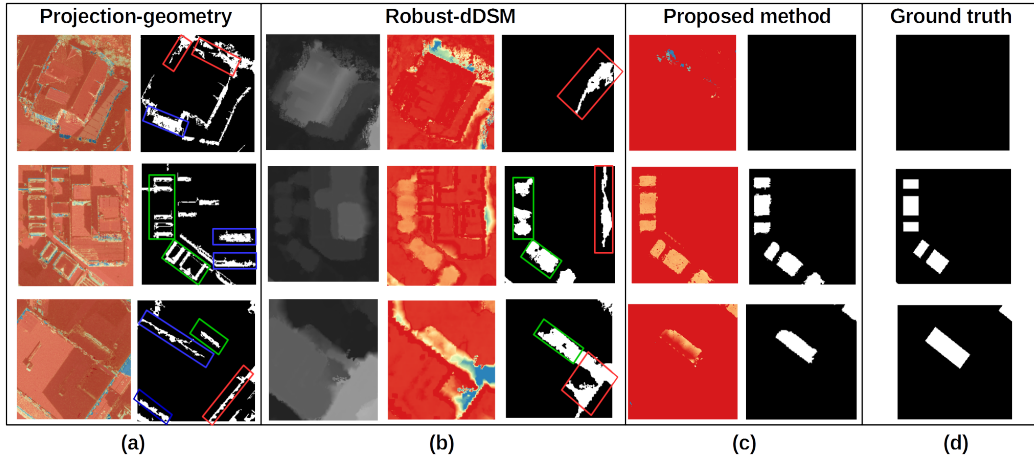 Projection-geometry Robust-dDSM Proposed method Ground truth
(a) (b) (c) (d)